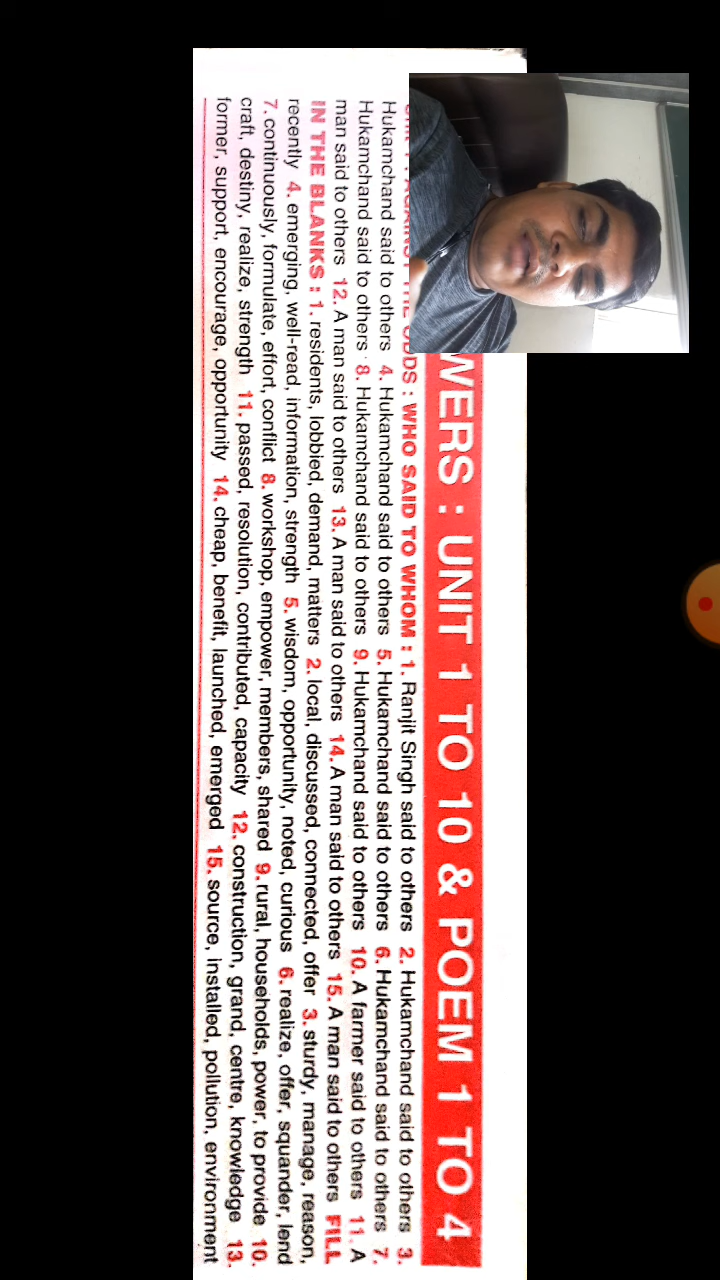 WERS : UNIT 1 TO 10 & POEM 1 TO 4
ODDS : WHO SAID TO WHOM : 1. Ranjit Singh said to others 2. Hukamchand said to others 3.
Hukamchand said to others 4. Hukamchand said to others 5. Hukamchand said to others 6. Hukamchand said to others 7.
Hukamchand said to others 8. Hukamchand said to others 9. Hukamchand said to others 10. A farmer said to others 11. A
man said to others 12. A man said to others 13. A man said to others 14. A man said to others 15. A man said to others FILL
IN THE BLANKS : 1. residents, lobbied, demand, matters 2. local, discussed, connected, offer 3. sturdy, manage, reason,
recently 4. emerging, well-read, information, strength 5. wisdom, opportunity, noted, curious 6. realize, offer, squander, lend
7. continuously, formulate, effort, conflict 8. workshop, empower, members, shared 9. rural, households, power, to provide 10.
craft, destiny, realize, strength 11. passed, resolution, contributed, capacity 12. construction, grand, centre, knowledge 13.
former, support, encourage, opportunity 14. cheap, benefit, launched, emerged 15. source, installed, pollution, environment